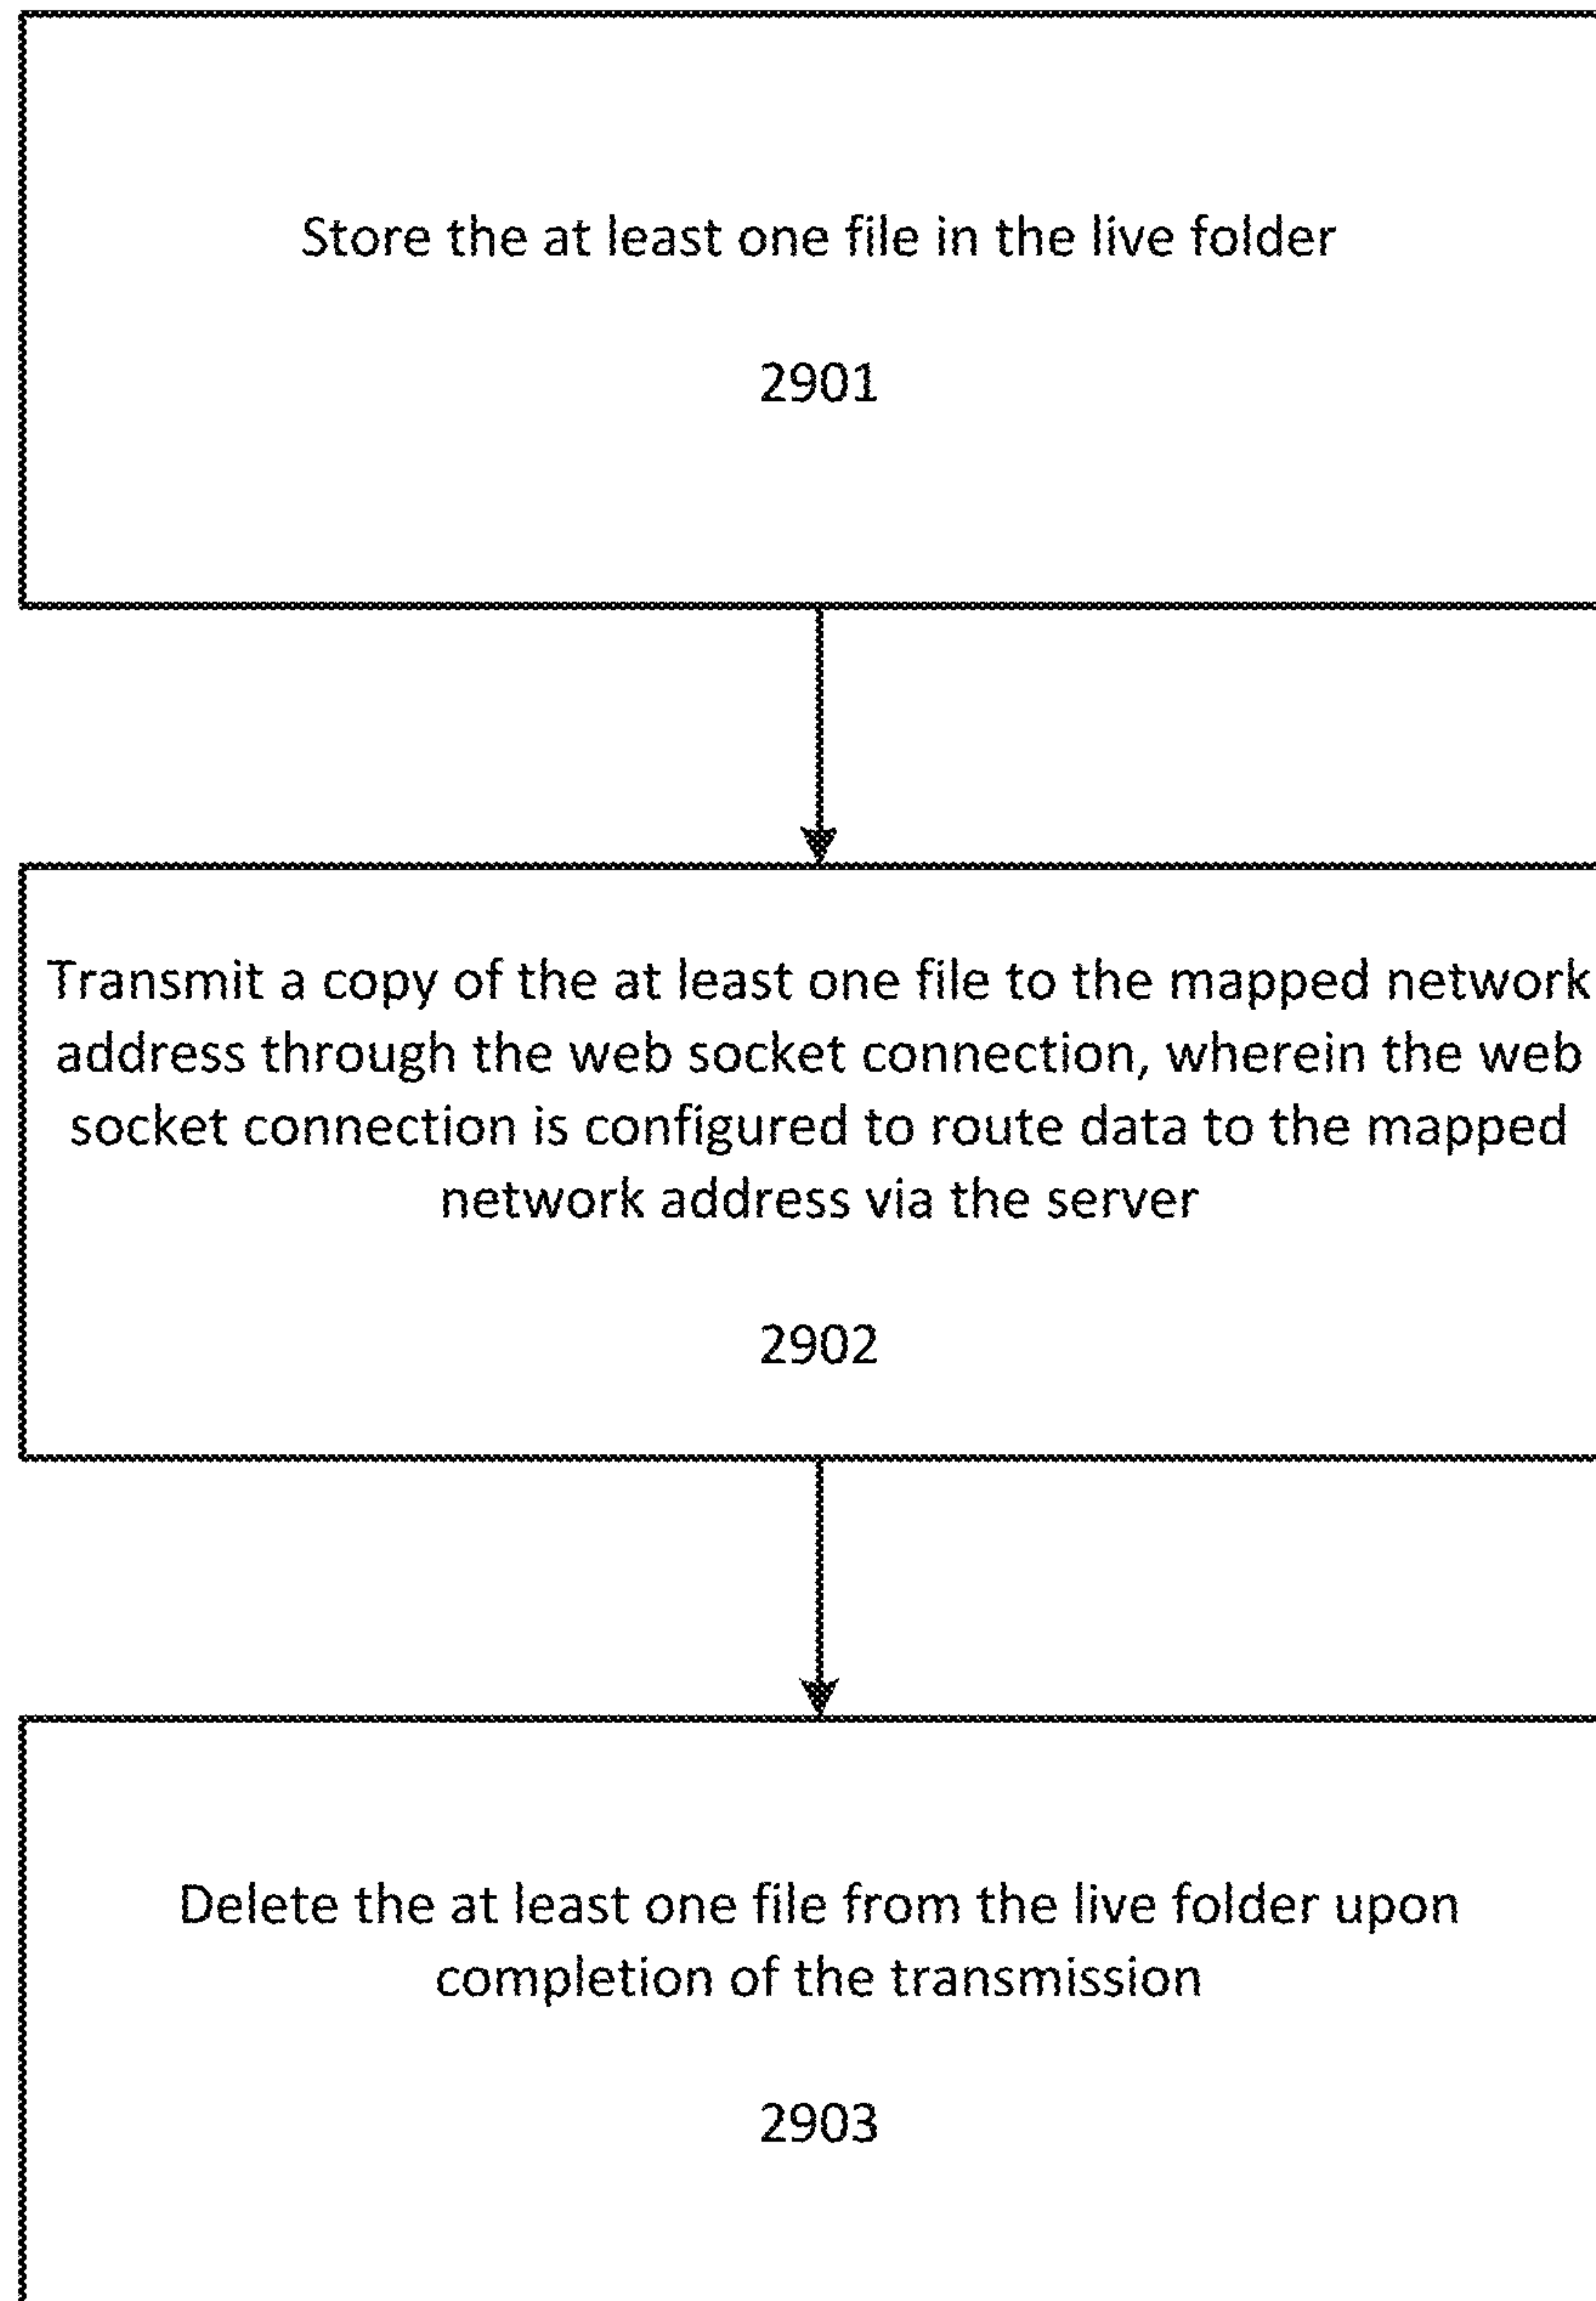 Store the at least one file in the live folder
2901
Transmit a copy of the at least one file to the mapped network
address through the web socket connection, wherein the web
socket connection is configured to route data to the mapped
network address via the server
2902
Delete the at least one file from the live folder upon
completion of the transmission
2903